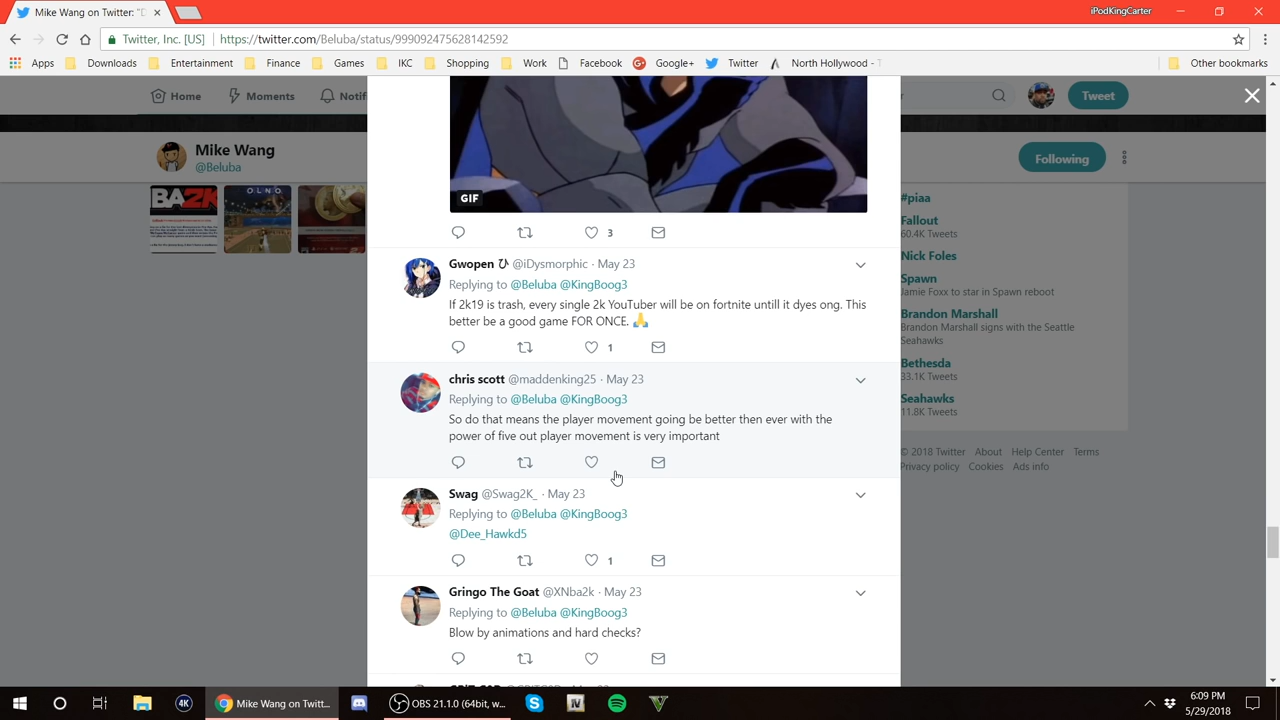 Mike Wang on Twitter: "D
iPodKingCarter
Twitter, Inc. [US] https://twitter.com/Beluba/status/999092475628142592
Apps Downloads Entertainment Finance Games IKC Shopping Work Facebook Google+ Twitter North Hollywood - T Other bookmarks
Home Moments Notif Tweet
Mike Wang
@Beluba
Following
BA2K
OLNO
GIF
3
Gwopen ひ @iDysmorphic · May 23
Replying to @Beluba @KingBoog3
If 2k19 is trash, every single 2k YouTuber will be on fortnite untill it dyes ong. This
better be a good game FOR ONCE. 🙏
1
chris scott @maddenking25 · May 23
Replying to @Beluba @KingBoog3
So do that means the player movement going be better then ever with the
power of five out player movement is very important
Swag @Swag2K_ · May 23
Replying to @Beluba @KingBoog3
@Dee_Hawkd5
1
Gringo The Goat @XNba2k · May 23
Replying to @Beluba @KingBoog3
Blow by animations and hard checks?
#piaa
Fallout
60.4K Tweets
Nick Foles
Spawn
Jamie Foxx to star in Spawn reboot
Brandon Marshall
Brandon Marshall signs with the Seattle
Seahawks
Bethesda
33.1K Tweets
Seahawks
11.8K Tweets
© 2018 Twitter About Help Center Terms
Privacy policy Cookies Ads info
4K
Mike Wang on Twitt...
OBS 21.1.0 (64bit, w...
6:09 PM
5/29/2018